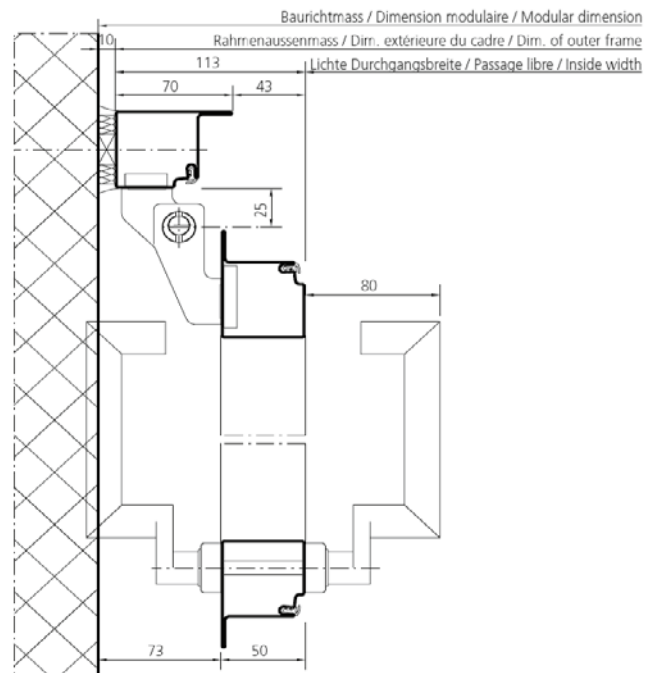 Baurichtmass / Dimension modulaire / Modular dimension
10 Rahmenaussenmass / Dim. extérieure du cadre / Dim. of outer frame
113 Lichte Durchgangsbreite / Passage libre / Inside width
70 43
25
80
73 50